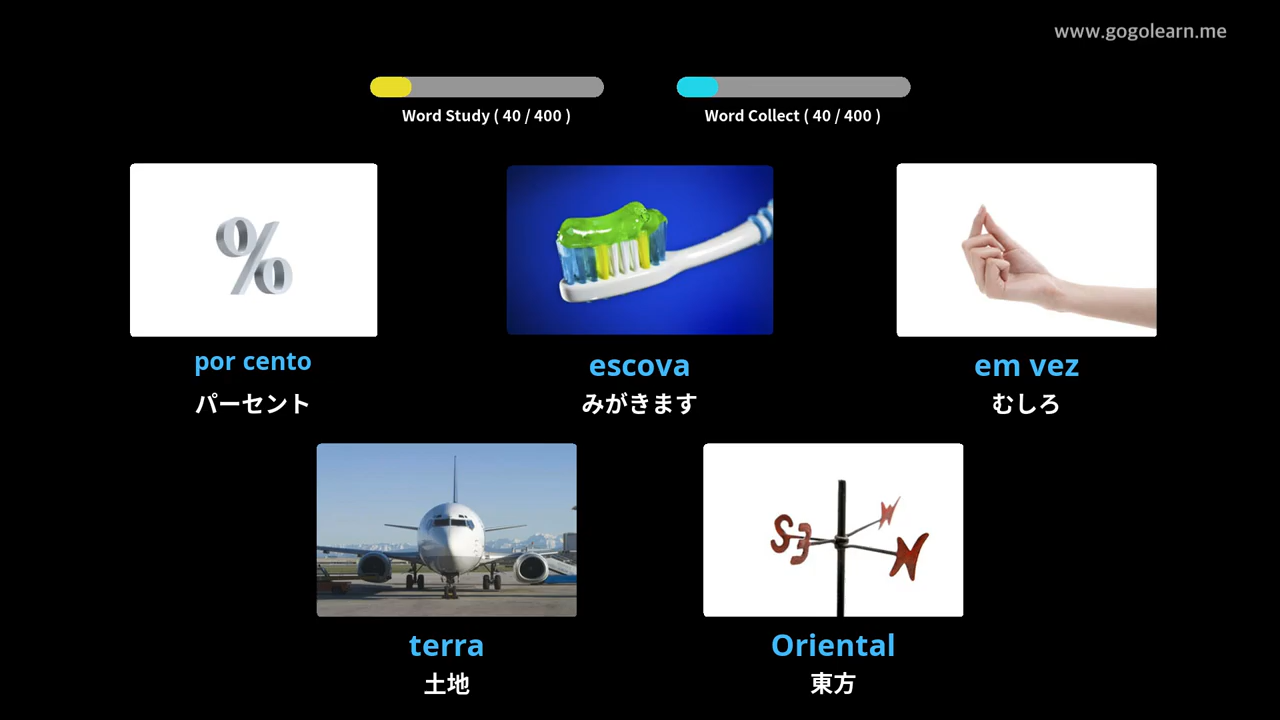 www.gogolearn.me
Word Study ( 40 / 400 )
Word Collect ( 40 / 400 )
%
por cento
パーセント
escova
みがきます
em vez
むしろ
S E N W
terra
土地
Oriental
東方